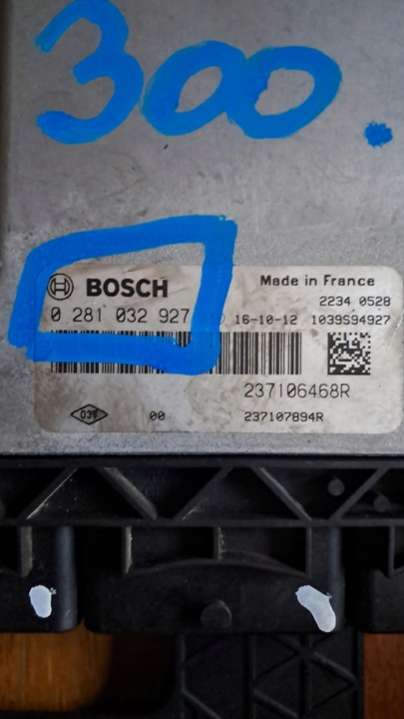 300.
BOSCH
Made in France
2234 0528
0 281 032 927
16-10-12 1039S94927
237106468R
00
237107894R